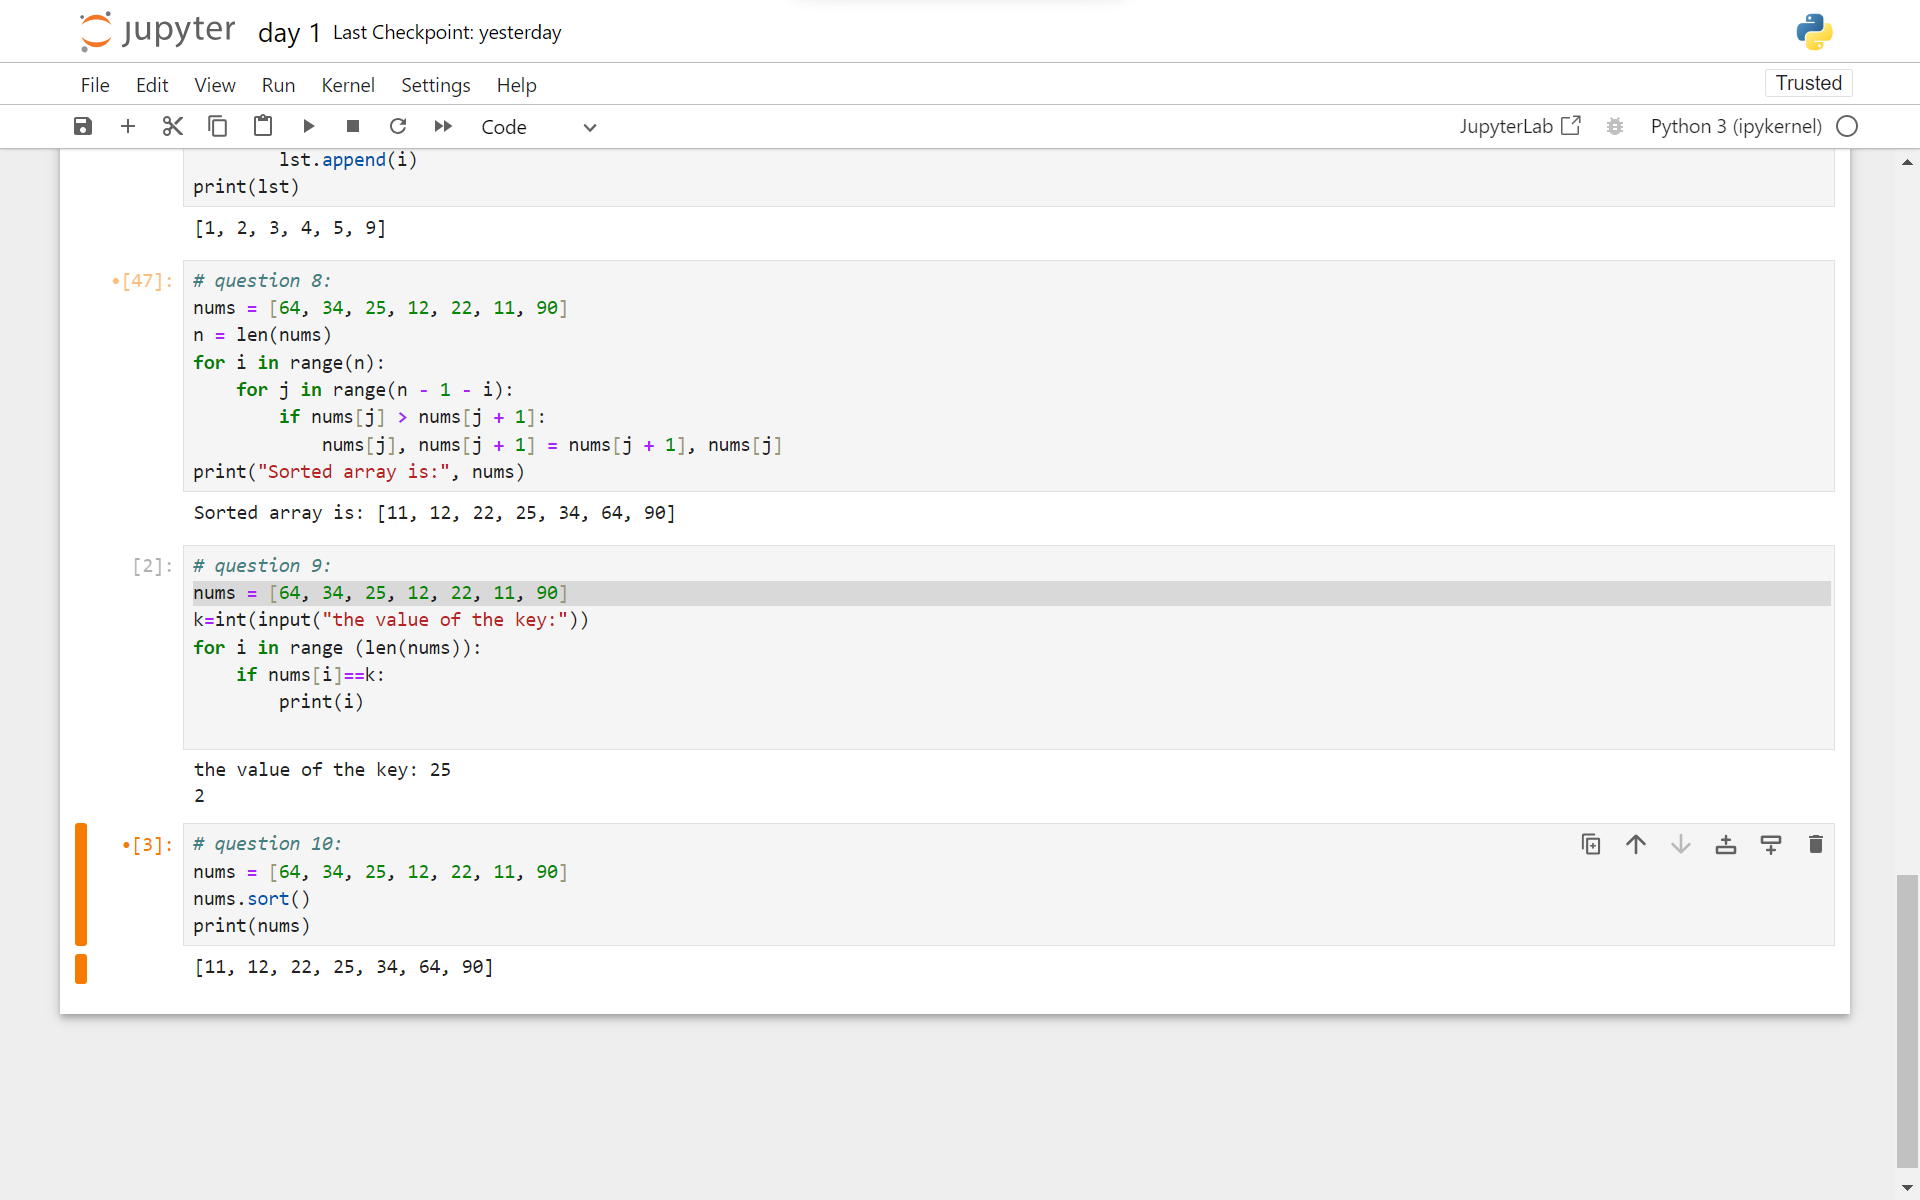 jupyter day 1 Last Checkpoint: yesterday
File Edit View Run Kernel Settings Help Trusted
Code JupyterLab Python 3 (ipykernel)
        lst.append(i)
print(lst)
[1, 2, 3, 4, 5, 9]
•[47]: # question 8:
nums = [64, 34, 25, 12, 22, 11, 90]
n = len(nums)
for i in range(n):
    for j in range(n - 1 - i):
        if nums[j] > nums[j + 1]:
            nums[j], nums[j + 1] = nums[j + 1], nums[j]
print("Sorted array is:", nums)
Sorted array is: [11, 12, 22, 25, 34, 64, 90]
[2]: # question 9:
nums = [64, 34, 25, 12, 22, 11, 90]
k=int(input("the value of the key:"))
for i in range (len(nums)):
    if nums[i]==k:
        print(i)
the value of the key: 25
2
•[3]: # question 10:
nums = [64, 34, 25, 12, 22, 11, 90]
nums.sort()
print(nums)
[11, 12, 22, 25, 34, 64, 90]